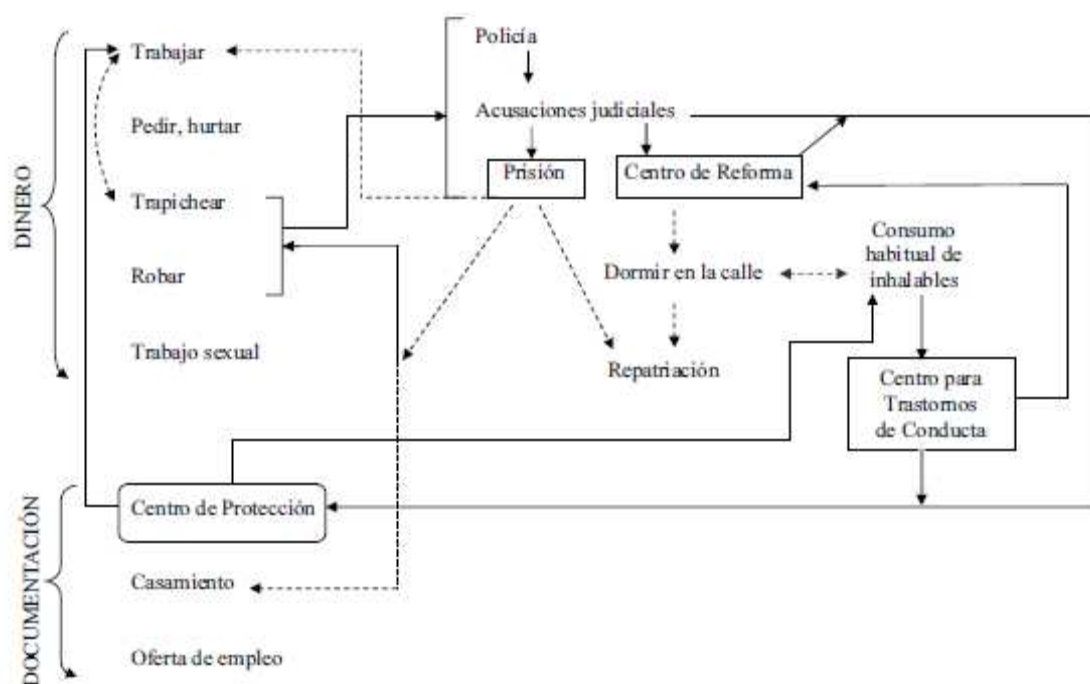 DINERO
Trabajar
Pedir, hurtar
Trapichear
Robar
Trabajo sexual
Policía
Acusaciones judiciales
Prisión
Centro de Reforma
Dormir en la calle
Repatriación
Consumo
habitual de
inhalables
Centro para
Trastornos
de Conducta
DOCUMENTACIÓN
Centro de Protección
Casamiento
Oferta de empleo